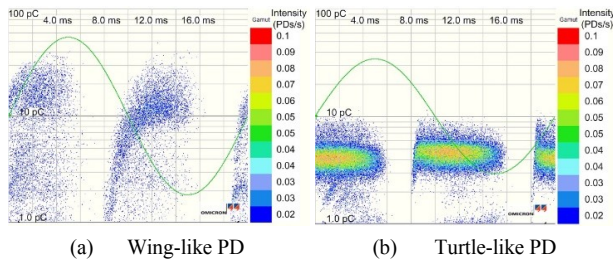 100 pC
4.0 ms
8.0 ms
12.0 ms
16.0 ms
10 pC
1.0 pC
OMICRON
Gamut
Intensity
(PDs/s)
0.1
0.09
0.08
0.06
0.05
0.04
0.04
0.03
0.03
0.02
(a) Wing-like PD
100 pC
4.0 ms
8.0 ms
12.0 ms
16.0 ms
10 pC
1.0 pC
OMICRON
Gamut
Intensity
(PDs/s)
0.1
0.09
0.08
0.06
0.05
0.04
0.04
0.03
0.03
0.02
(b) Turtle-like PD